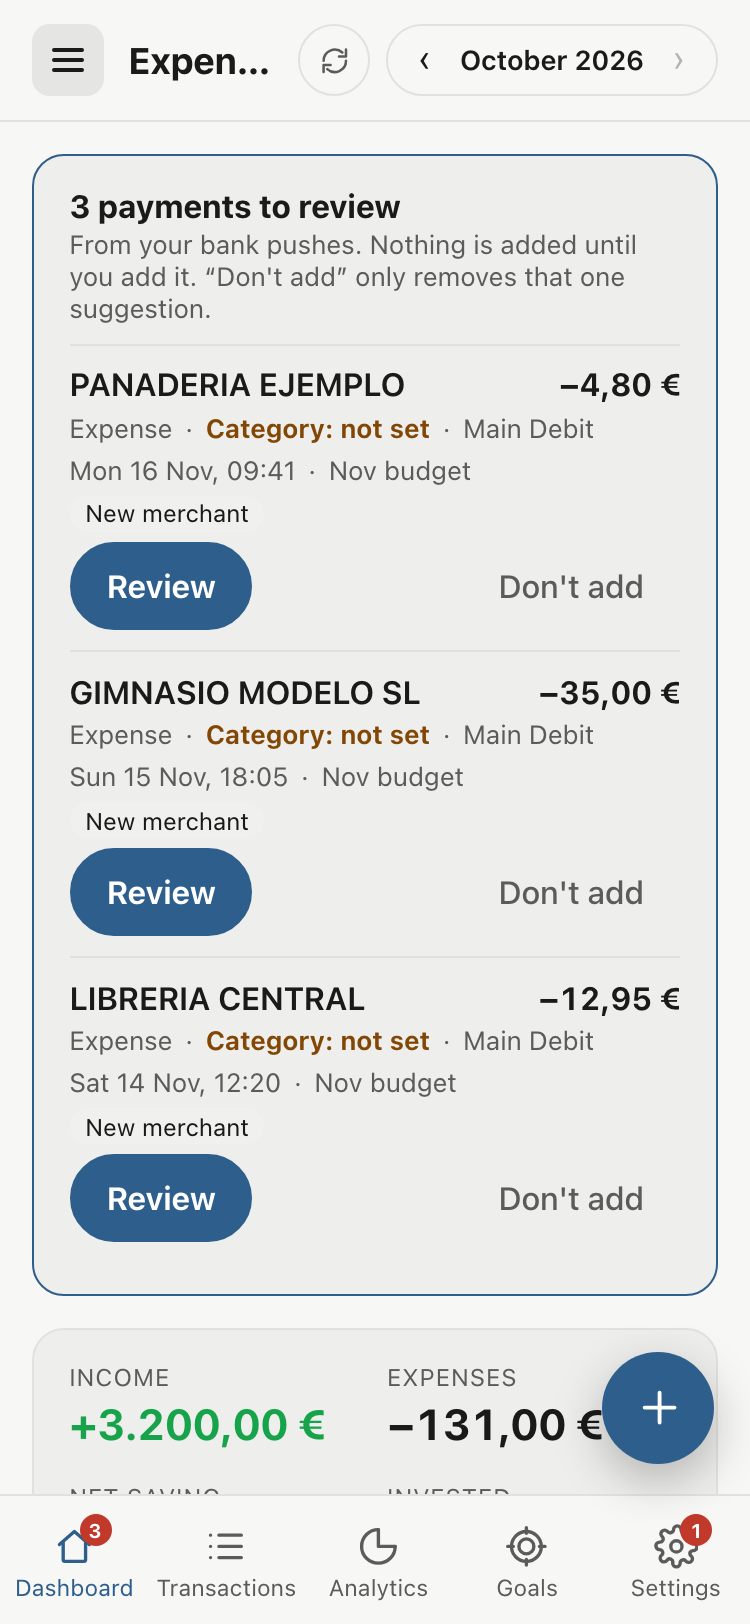 Expen...
‹ October 2026 ›
3 payments to review
From your bank pushes. Nothing is added until
you add it. “Don't add” only removes that one
suggestion.
PANADERIA EJEMPLO −4,80 €
Expense · Category: not set · Main Debit
Mon 16 Nov, 09:41 · Nov budget
New merchant
Review Don't add
GIMNASIO MODELO SL −35,00 €
Expense · Category: not set · Main Debit
Sun 15 Nov, 18:05 · Nov budget
New merchant
Review Don't add
LIBRERIA CENTRAL −12,95 €
Expense · Category: not set · Main Debit
Sat 14 Nov, 12:20 · Nov budget
New merchant
Review Don't add
INCOME EXPENSES
+3.200,00 € −131,00 €
NET SAVING INVESTED
3 1
Dashboard Transactions Analytics Goals Settings